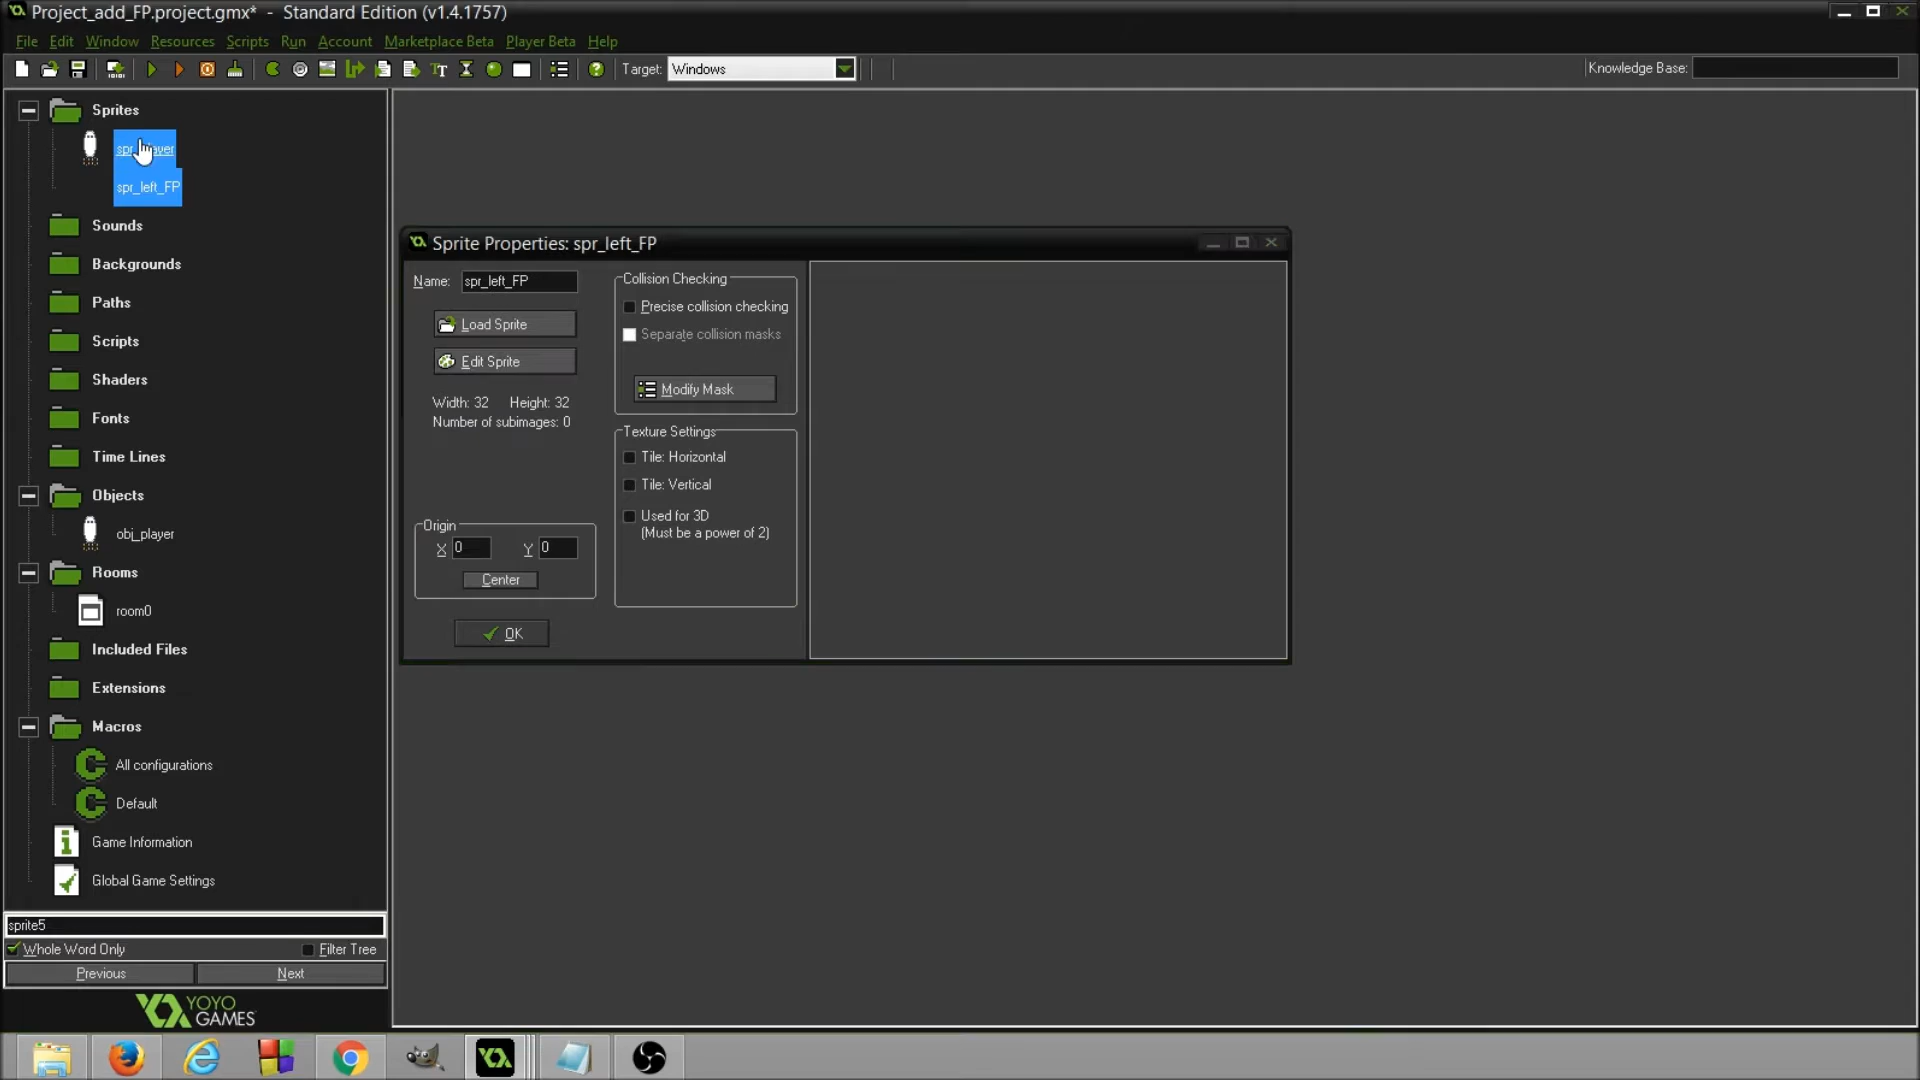 Project_add_FP.project.gmx* - Standard Edition (v1.4.1757)
File Edit Window Resources Scripts Run Account Marketplace Beta Player Beta Help
Target: Windows
Knowledge Base:
Sprites
spr_left_FP
Sounds
Backgrounds
Paths
Scripts
Shaders
Fonts
Time Lines
Objects
obj_player
Rooms
room0
Included Files
Extensions
Macros
All configurations
Default
Game Information
Global Game Settings
sprite5
Whole Word Only Filter Tree
Previous Next
YOYO
GAMES
Sprite Properties: spr_left_FP
Name: spr_left_FP
Load Sprite
Edit Sprite
Width: 32 Height: 32
Number of subimages: 0
Origin
X 0 Y 0
Center
OK
Collision Checking
Precise collision checking
Separate collision masks
Modify Mask
Texture Settings
Tile: Horizontal
Tile: Vertical
Used for 3D
(Must be a power of 2)